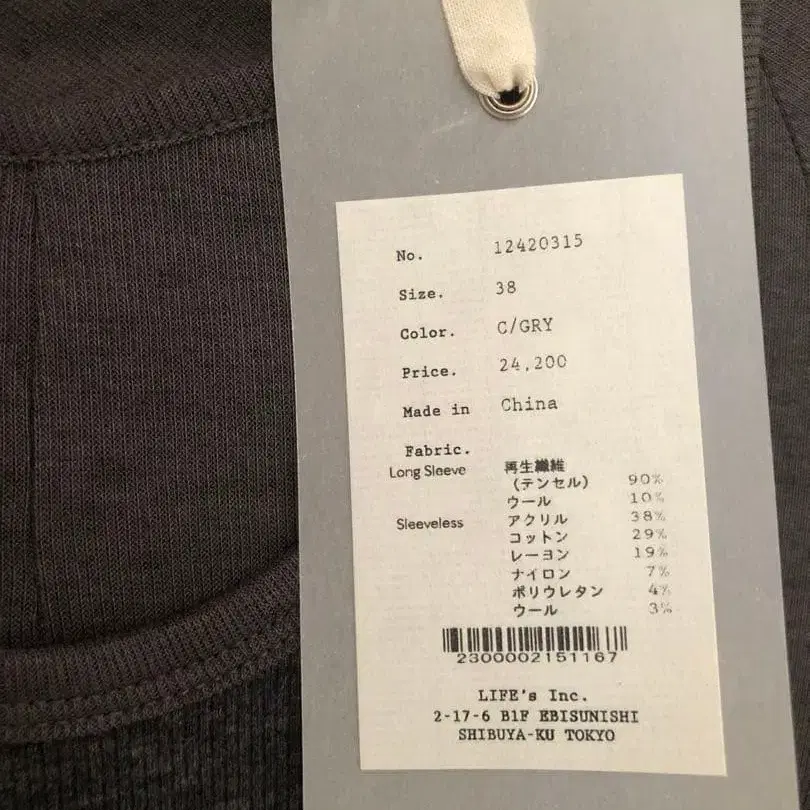 No. 12420315
Size. 38
Color. C/GRY
Price. 24,200
Made in China
Fabric.
Long Sleeve 再生繊維
(テンセル) 90%
ウール 10%
Sleeveless アクリル 38%
コットン 29%
レーヨン 19%
ナイロン 7%
ポリウレタン 4%
ウール 3%
2300002151167
LIFE's Inc.
2-17-6 B1F EBISUNISHI
SHIBUYA-KU TOKYO